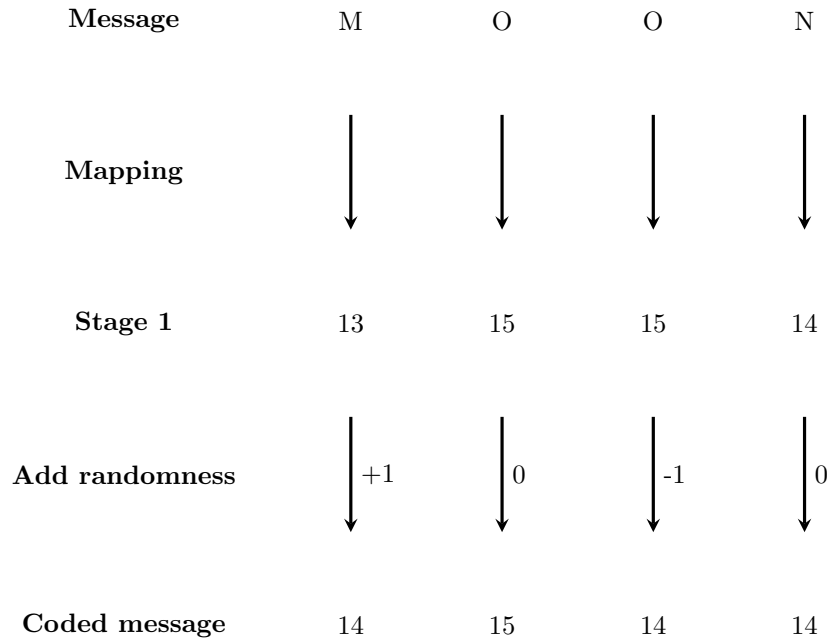 Message M O O N
Mapping
Stage 1 13 15 15 14
Add randomness +1 0 -1 0
Coded message 14 15 14 14